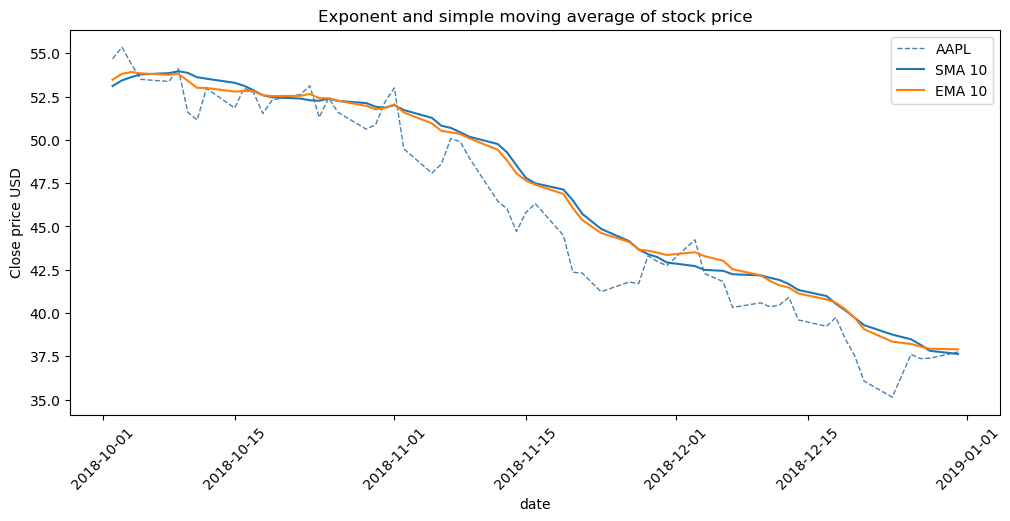 Exponent and simple moving average of stock price
AAPL
SMA 10
EMA 10
Close price USD
55.0
52.5
50.0
47.5
45.0
42.5
40.0
37.5
35.0
2018-10-01
2018-10-15
2018-11-01
2018-11-15
2018-12-01
2018-12-15
2019-01-01
date